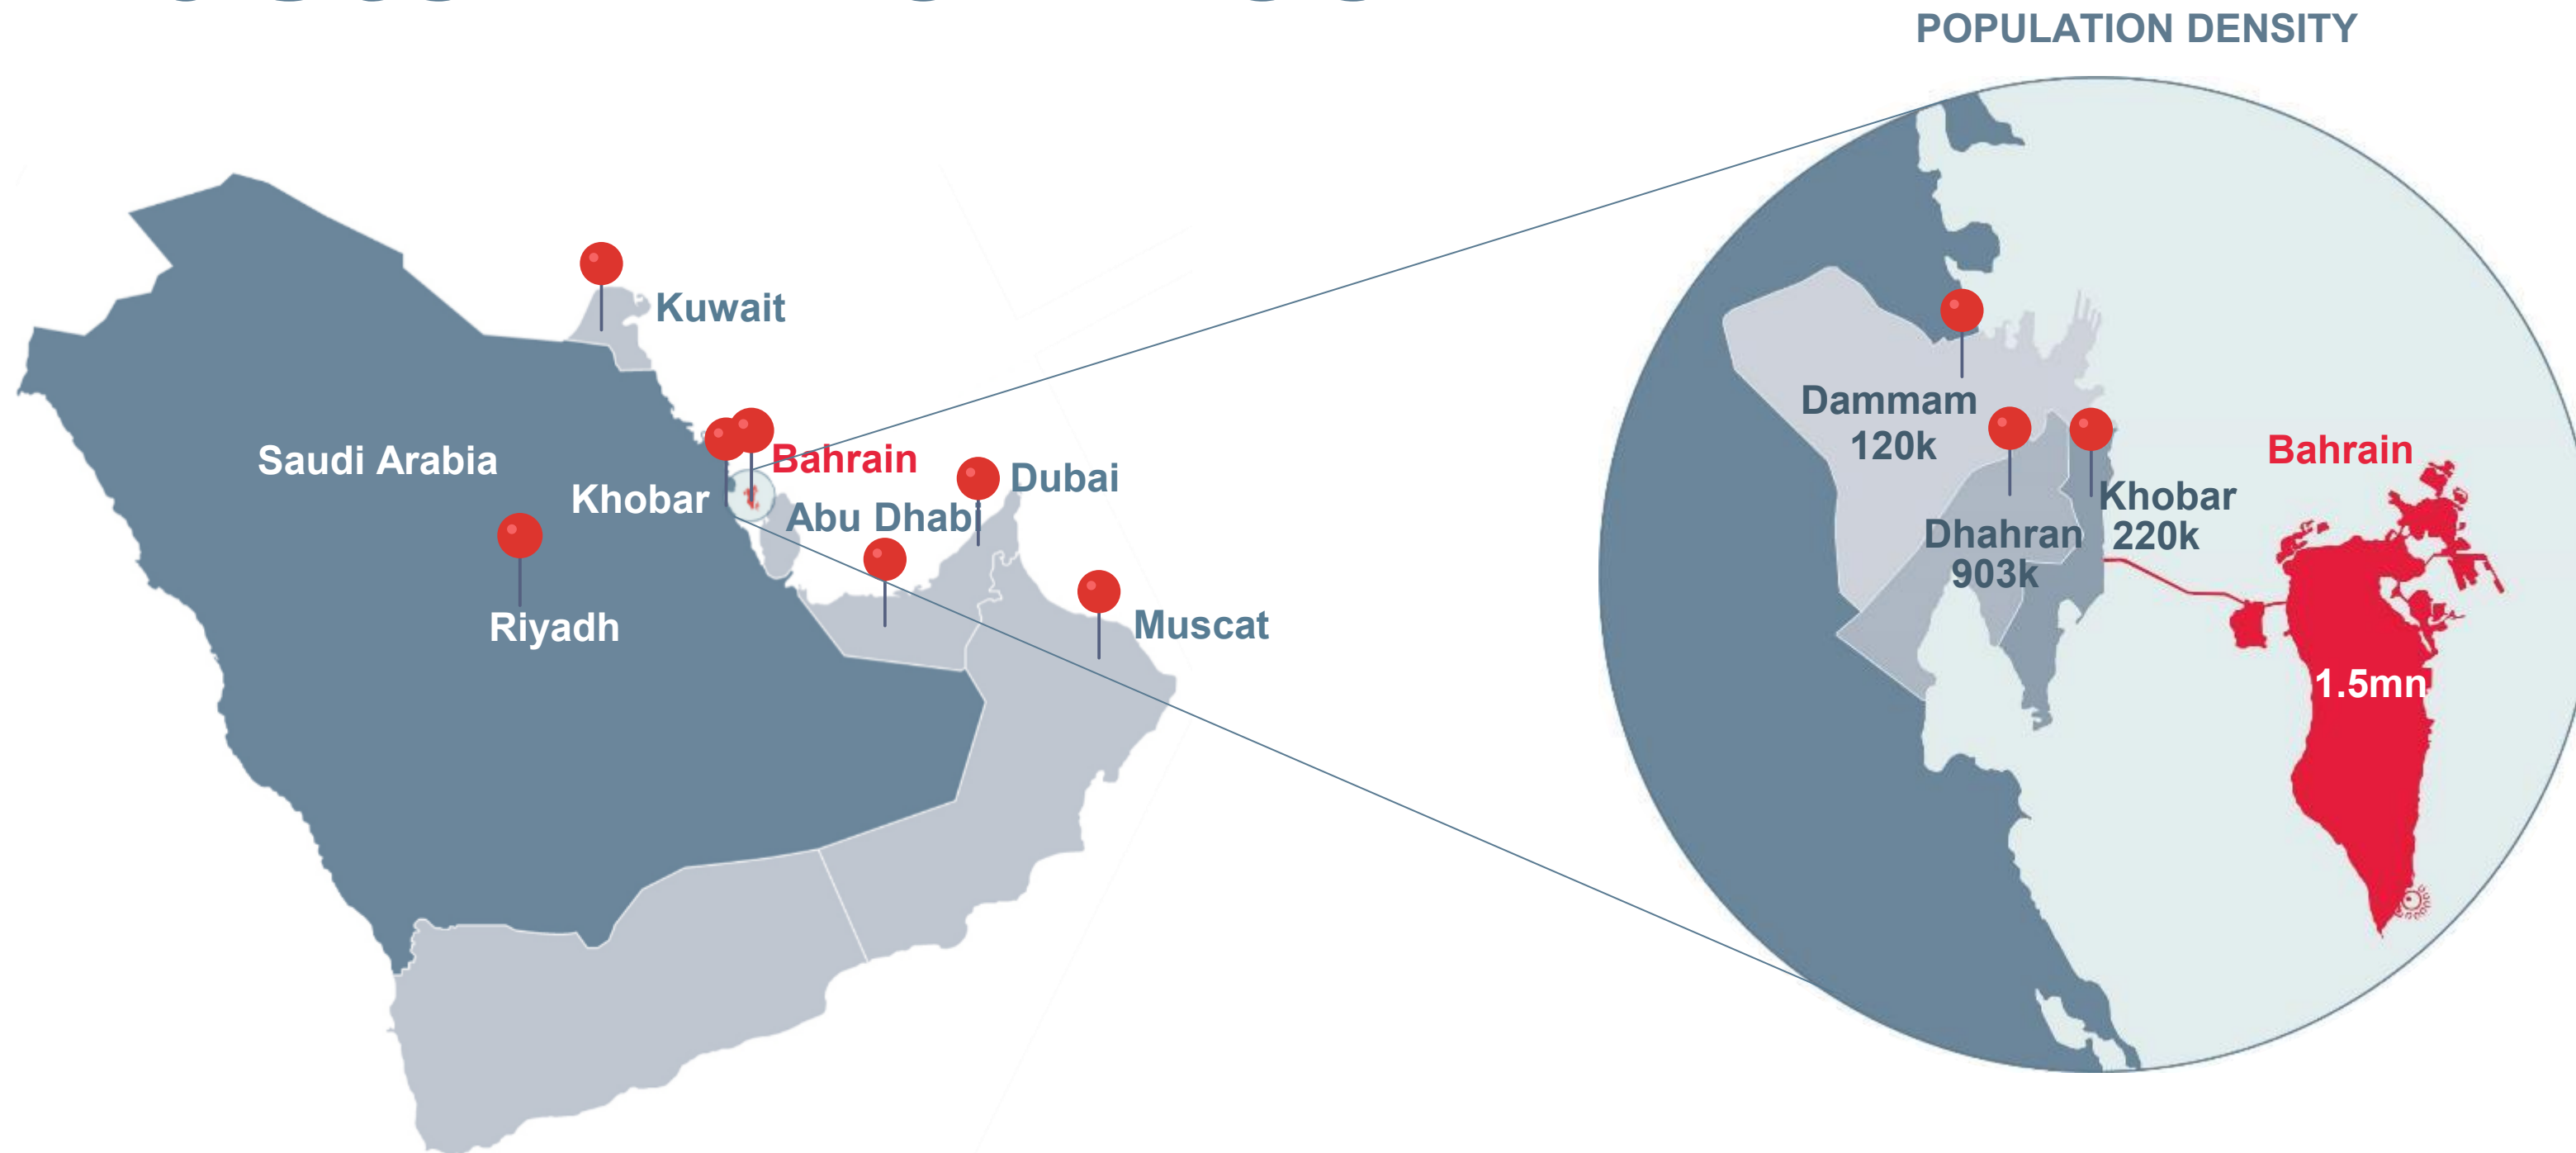 POPULATION DENSITY
Kuwait
Saudi Arabia
Bahrain
Khobar
Dubai
Abu Dhabi
Riyadh
Muscat
Dammam
120k
Bahrain
Khobar
220k
Dhahran
903k
1.5mn